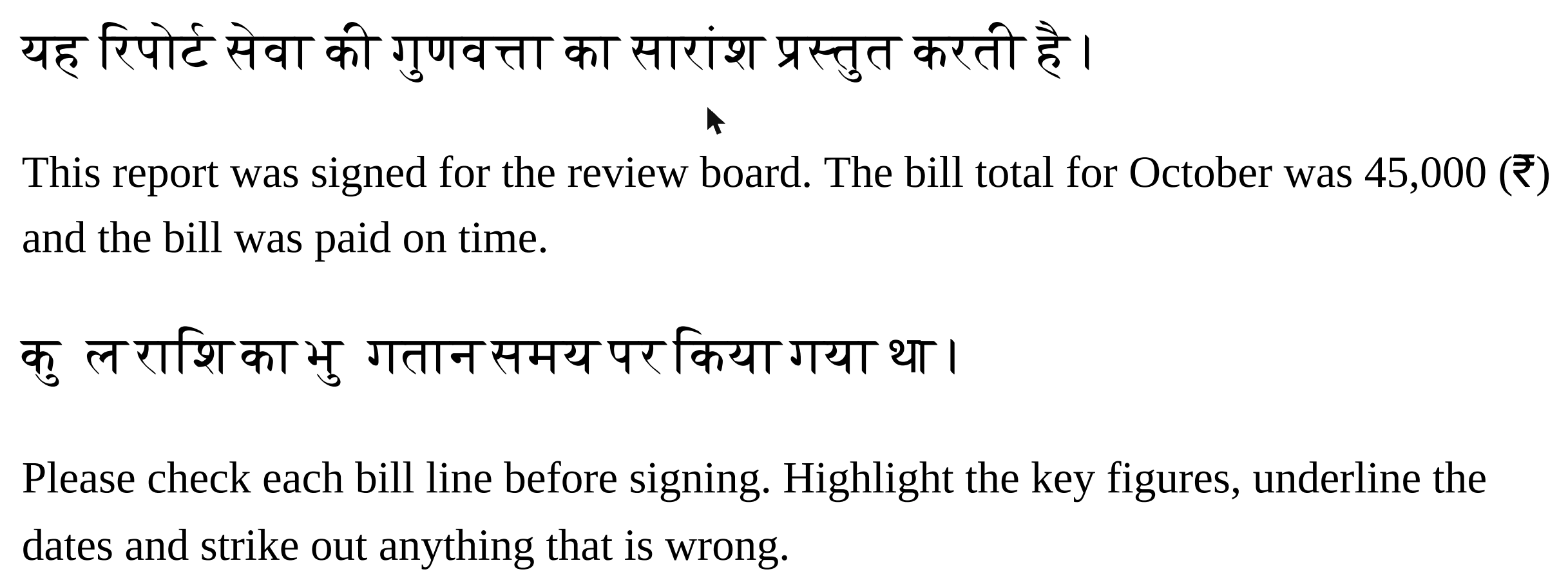 यह रिपोर्ट सेवा की गुणवत्ता का सारांश प्रस्तुत करती है।
This report was signed for the review board. The bill total for October was 45,000 (₹)
and the bill was paid on time.
कुल राशि का भुगतान समय पर किया गया था।
Please check each bill line before signing. Highlight the key figures, underline the
dates and strike out anything that is wrong.